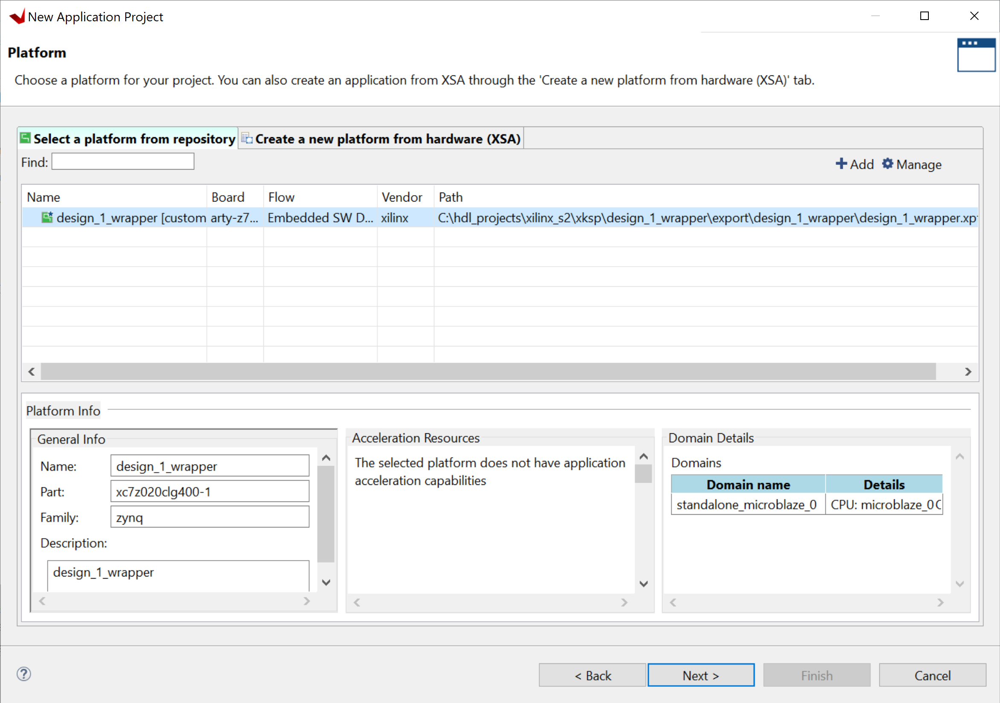 New Application Project
Platform
Choose a platform for your project. You can also create an application from XSA through the 'Create a new platform from hardware (XSA)' tab.
Select a platform from repository Create a new platform from hardware (XSA)
Find:
Add Manage
Name Board Flow Vendor Path
design_1_wrapper [custom arty-z7... Embedded SW D... xilinx C:\hdl_projects\xilinx_s2\xksp\design_1_wrapper\export\design_1_wrapper\design_1_wrapper.xp
Platform Info
General Info
Name: design_1_wrapper
Part: xc7z020clg400-1
Family: zynq
Description:
design_1_wrapper
Acceleration Resources
The selected platform does not have application
acceleration capabilities
Domain Details
Domains
Domain name Details
standalone_microblaze_0 CPU: microblaze_0
?
< Back Next > Finish Cancel